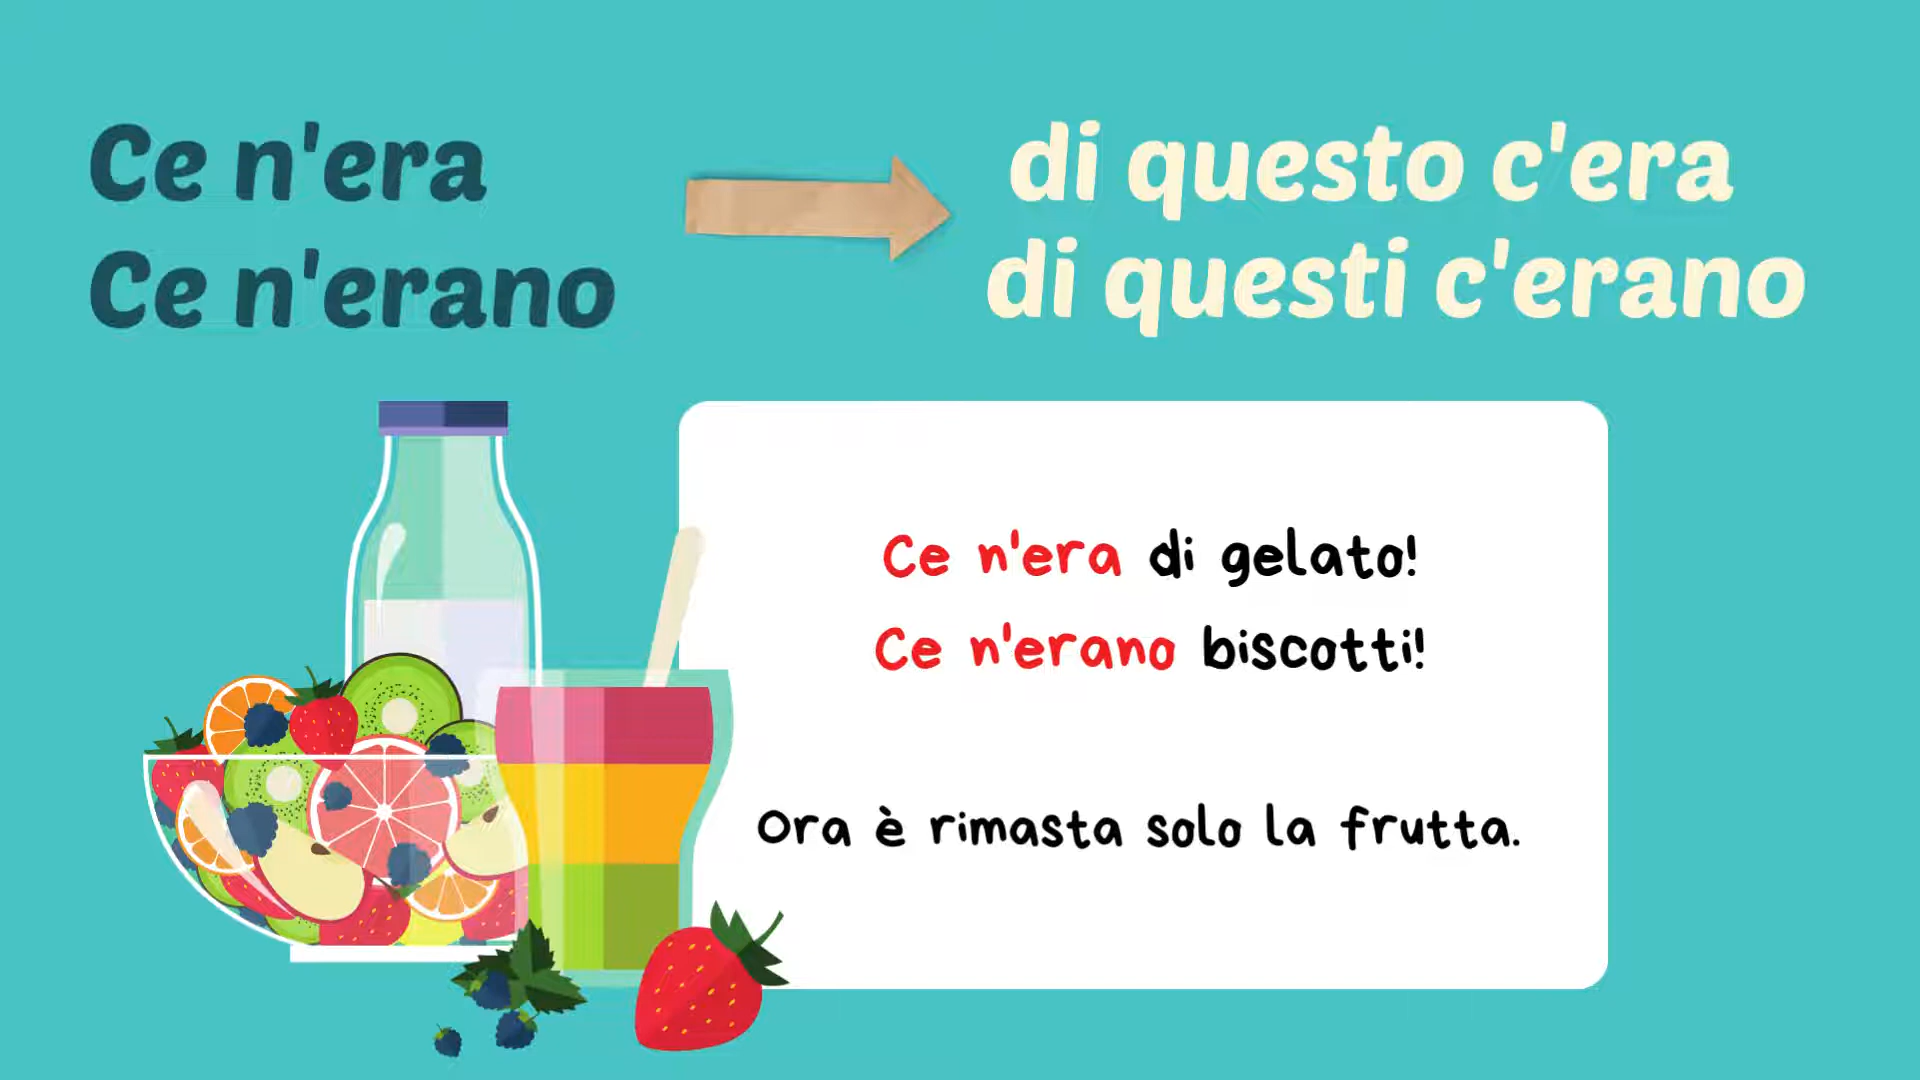 Ce n'era
Ce n'erano
di questo c'era
di questi c'erano
Ce n'era di gelato!
Ce n'erano biscotti!
Ora è rimasta solo la frutta.